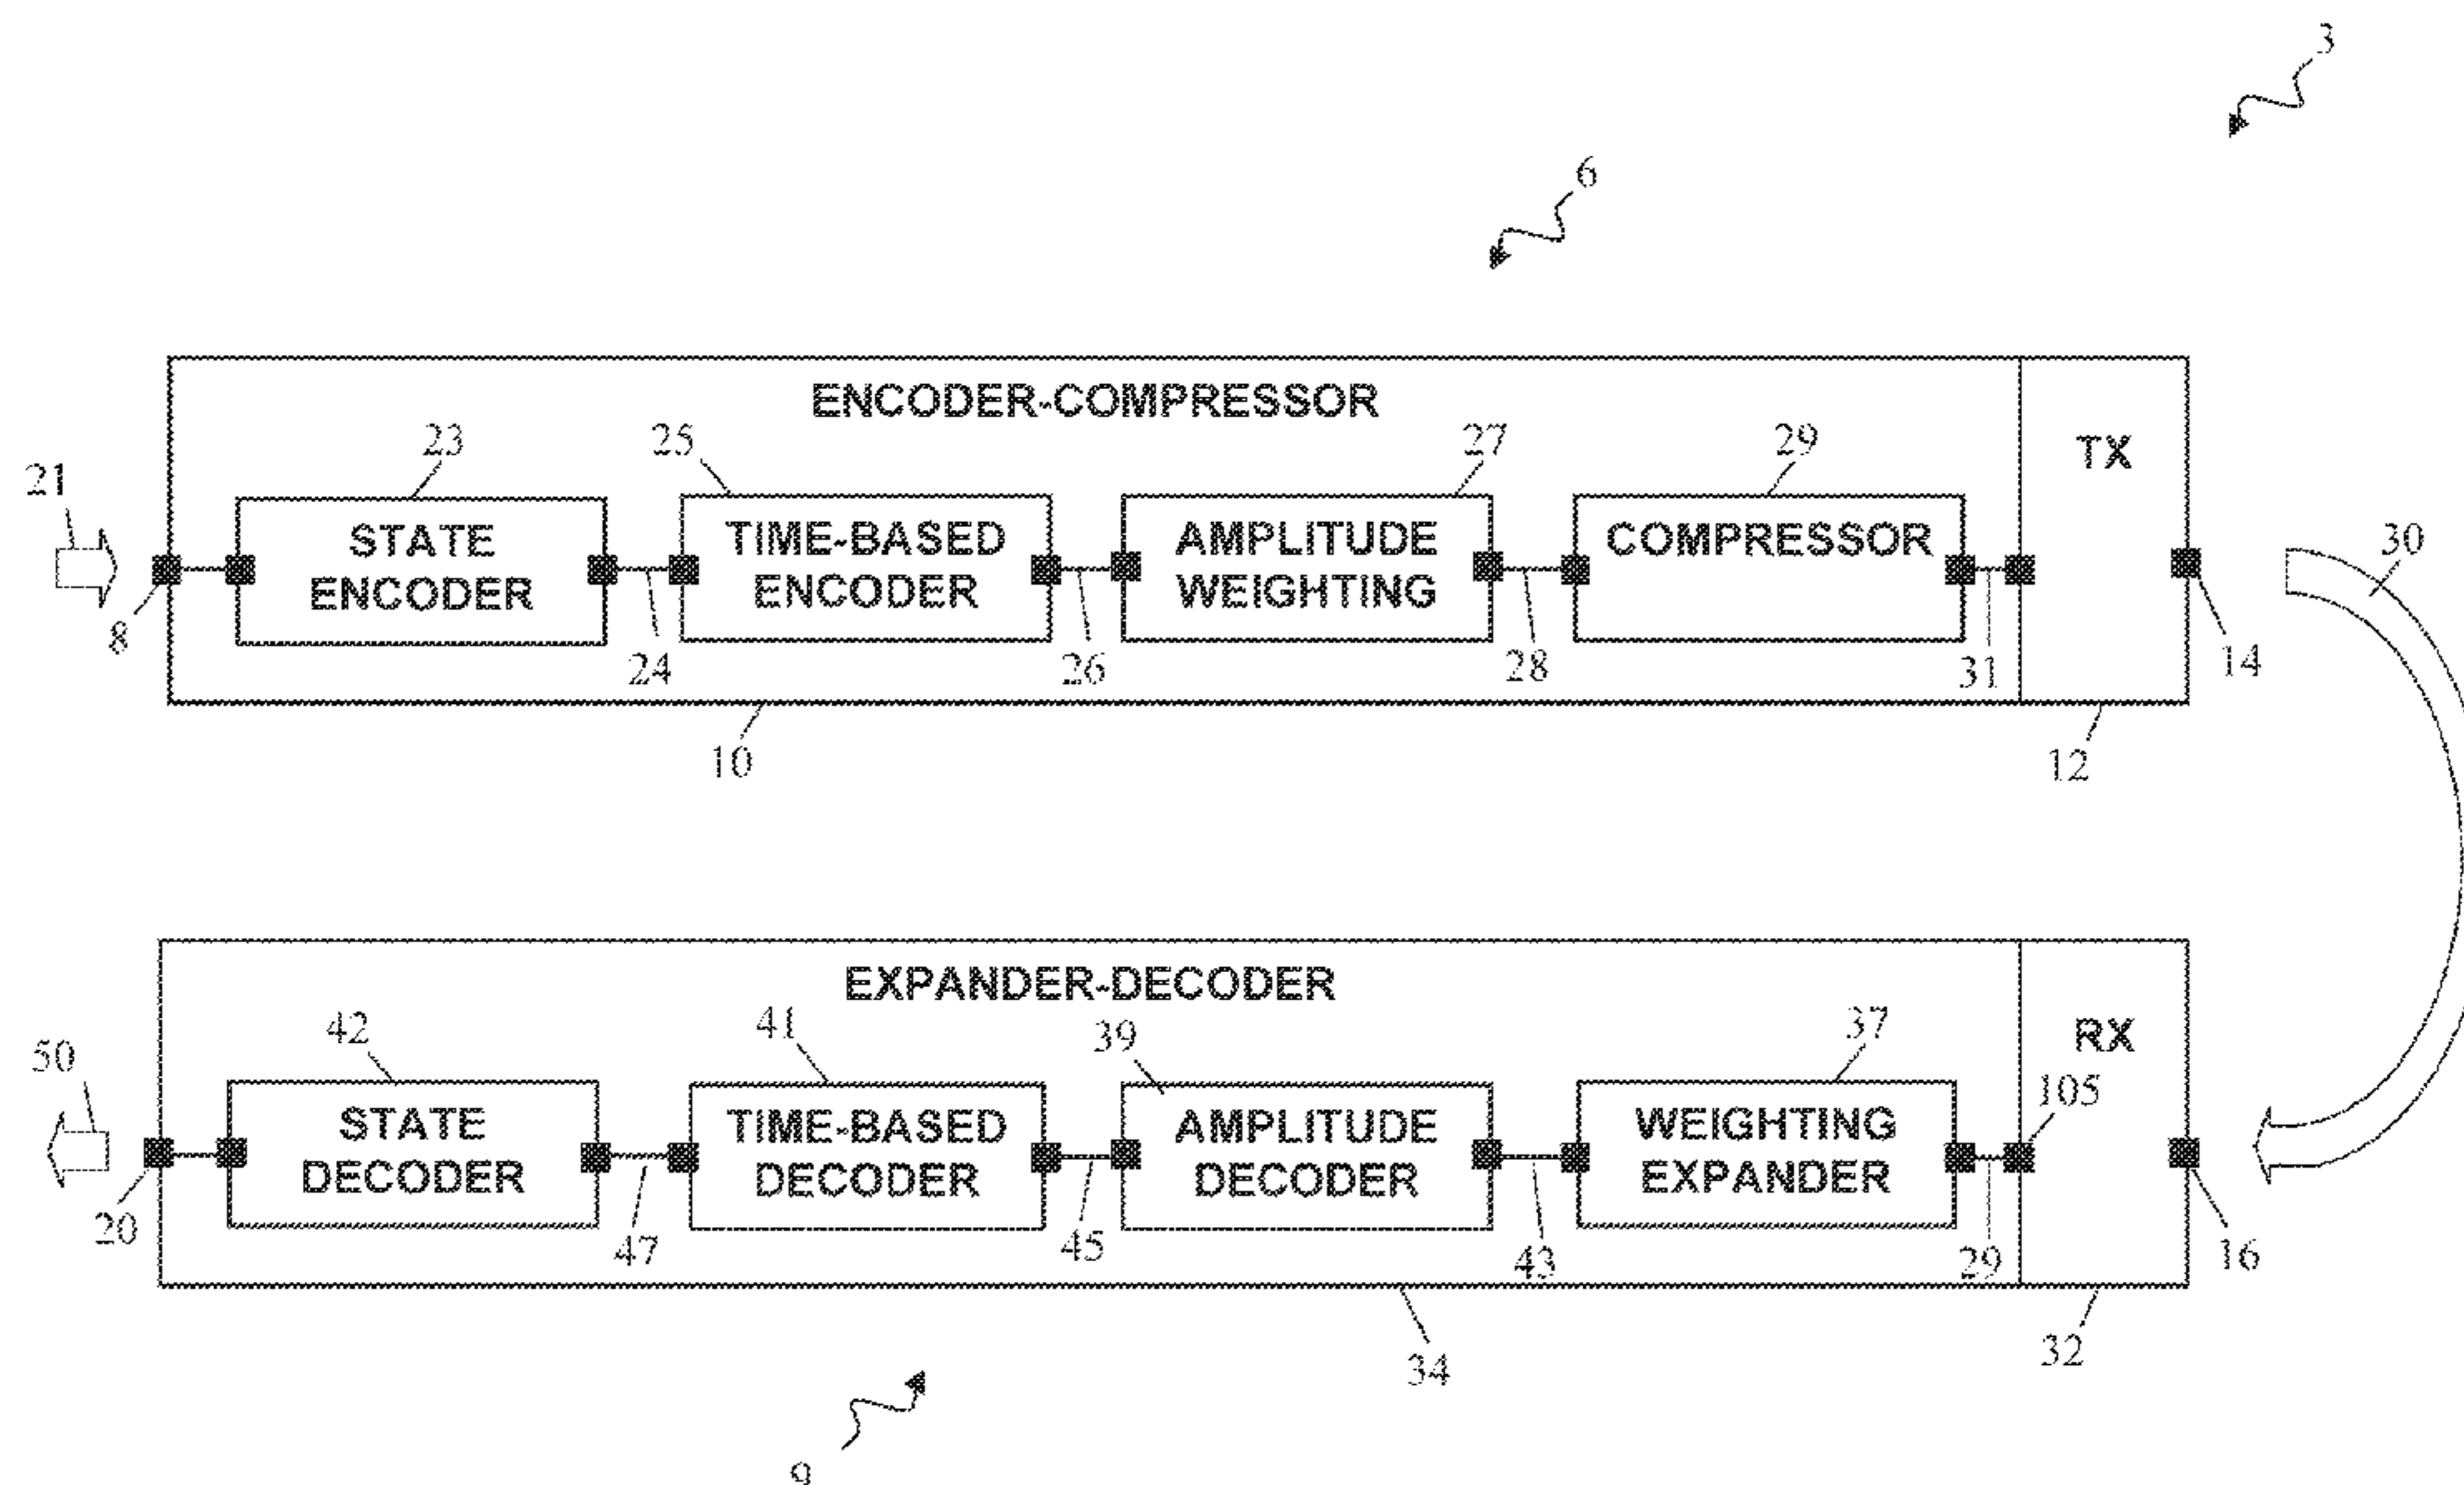 3
6
ENCODER-COMPRESSOR
TX
21
23
25
27
29
30
STATE
ENCODER
TIME-BASED
ENCODER
AMPLITUDE
WEIGHTING
COMPRESSOR
8
24
26
28
31
14
10
12
EXPANDER-DECODER
RX
50
42
41
39
37
105
STATE
DECODER
TIME-BASED
DECODER
AMPLITUDE
DECODER
WEIGHTING
EXPANDER
20
47
45
43
29
16
34
32
9